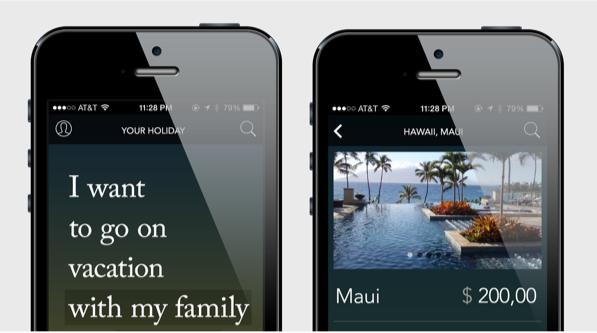 AT&T 11:28 PM 79%
YOUR HOLIDAY
I want
to go on
vacation
with my family
AT&T 11:28 PM 79%
HAWAII, MAUI
Maui $ 200,00